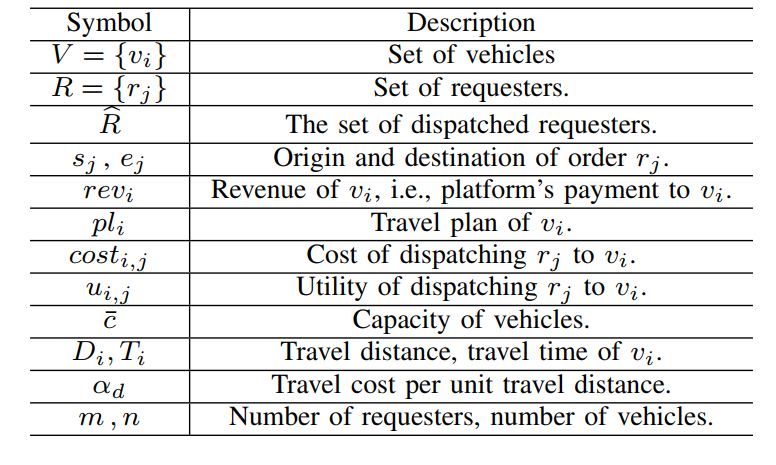 Symbol Description
V = {v_i} Set of vehicles
R = {r_j} Set of requesters.
R̂ The set of dispatched requesters.
s_j , e_j Origin and destination of order r_j.
rev_i Revenue of v_i, i.e., platform's payment to v_i.
pl_i Travel plan of v_i.
cost_{i,j} Cost of dispatching r_j to v_i.
u_{i,j} Utility of dispatching r_j to v_i.
c̄ Capacity of vehicles.
D_i, T_i Travel distance, travel time of v_i.
α_d Travel cost per unit travel distance.
m , n Number of requesters, number of vehicles.